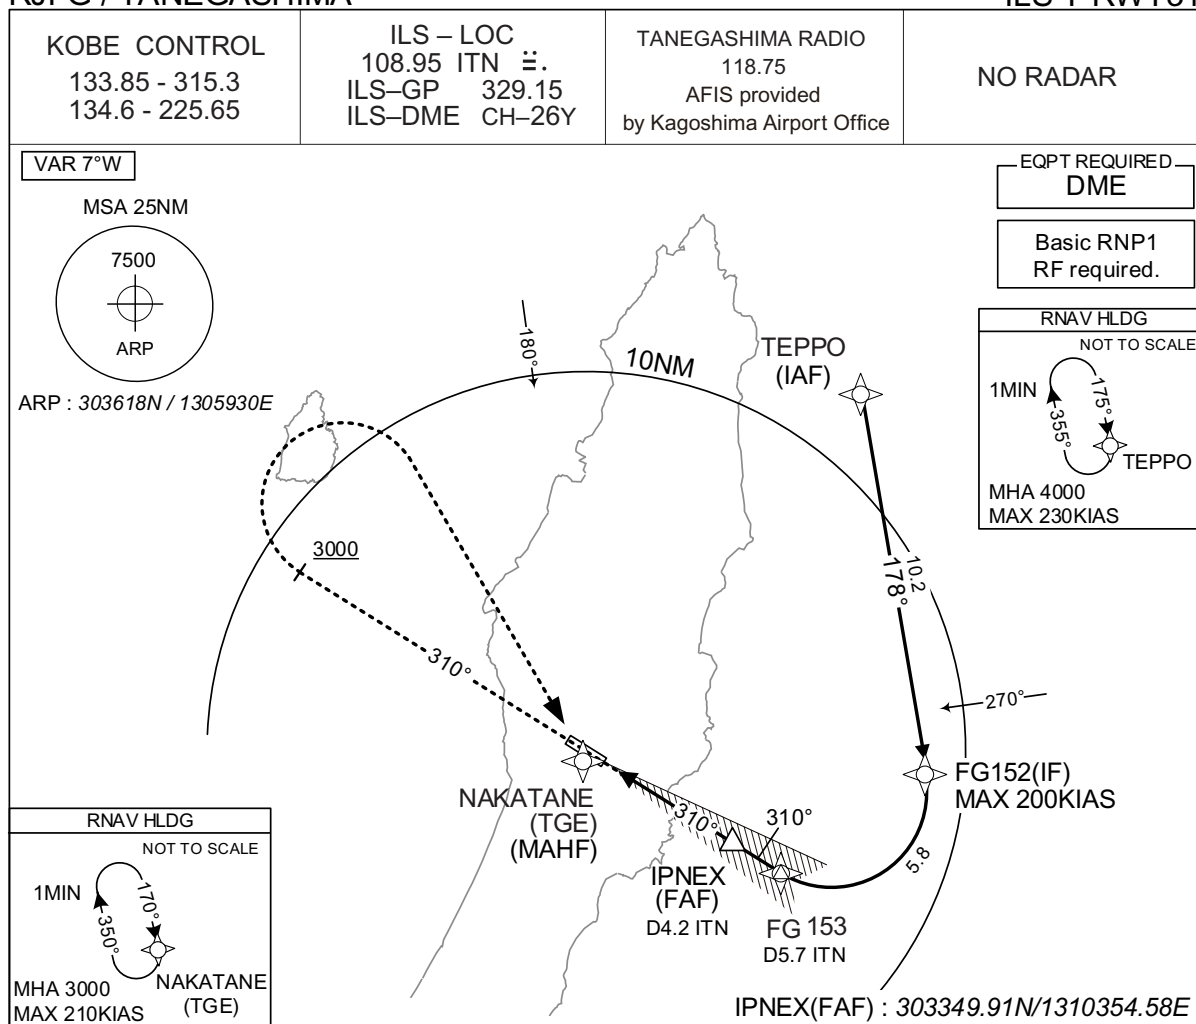 KOBE CONTROL
133.85 - 315.3
134.6 - 225.65
ILS – LOC
108.95 ITN
ILS–GP 329.15
ILS–DME CH–26Y
TANEGASHIMA RADIO
118.75
AFIS provided
by Kagoshima Airport Office
NO RADAR
VAR 7°W
MSA 25NM
7500
ARP
ARP : 303618N / 1305930E
EQPT REQUIRED
DME
Basic RNP1
RF required.
RNAV HLDG
NOT TO SCALE
1MIN
175°
355°
TEPPO
MHA 4000
MAX 230KIAS
180°
10NM
TEPPO
(IAF)
3000
10.2
178°
310°
270°
FG152(IF)
MAX 200KIAS
NAKATANE
(TGE)
(MAHF)
310°
310°
5.8
IPNEX
(FAF)
D4.2 ITN
FG 153
D5.7 ITN
RNAV HLDG
NOT TO SCALE
1MIN
170°
350°
NAKATANE
(TGE)
MHA 3000
MAX 210KIAS
IPNEX(FAF) : 303349.91N/1310354.58E